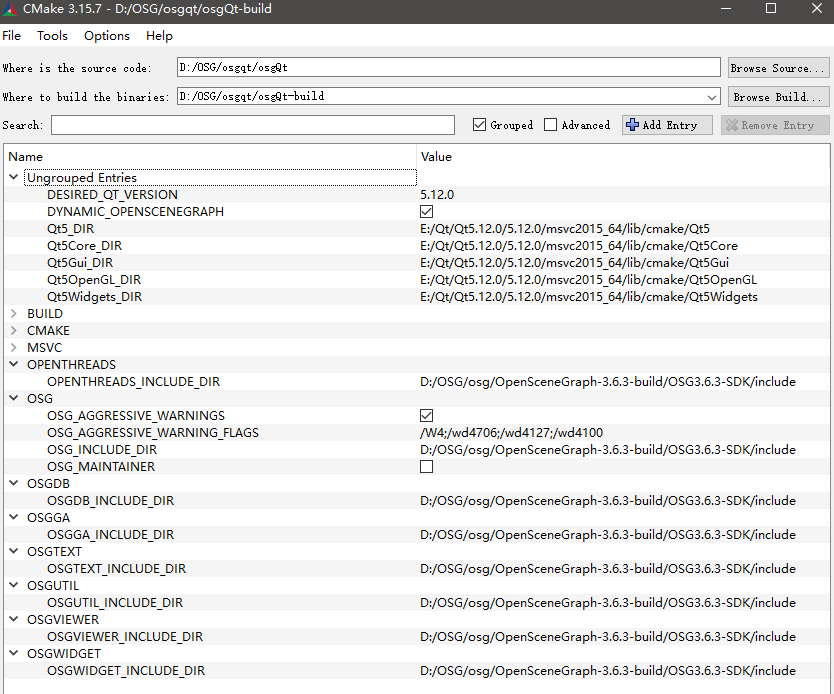 CMake 3.15.7 - D:/OSG/osgqt/osgQt-build
File Tools Options Help
Where is the source code: D:/OSG/osgqt/osgQt Browse Source...
Where to build the binaries: D:/OSG/osgqt/osgQt-build Browse Build...
Search: Grouped Advanced Add Entry Remove Entry
Name Value
Ungrouped Entries
DESIRED_QT_VERSION 5.12.0
DYNAMIC_OPENSCENEGRAPH
Qt5_DIR E:/Qt/Qt5.12.0/5.12.0/msvc2015_64/lib/cmake/Qt5
Qt5Core_DIR E:/Qt/Qt5.12.0/5.12.0/msvc2015_64/lib/cmake/Qt5Core
Qt5Gui_DIR E:/Qt/Qt5.12.0/5.12.0/msvc2015_64/lib/cmake/Qt5Gui
Qt5OpenGL_DIR E:/Qt/Qt5.12.0/5.12.0/msvc2015_64/lib/cmake/Qt5OpenGL
Qt5Widgets_DIR E:/Qt/Qt5.12.0/5.12.0/msvc2015_64/lib/cmake/Qt5Widgets
BUILD
CMAKE
MSVC
OPENTHREADS
OPENTHREADS_INCLUDE_DIR D:/OSG/osg/OpenSceneGraph-3.6.3-build/OSG3.6.3-SDK/include
OSG
OSG_AGGRESSIVE_WARNINGS
OSG_AGGRESSIVE_WARNING_FLAGS /W4;/wd4706;/wd4127;/wd4100
OSG_INCLUDE_DIR D:/OSG/osg/OpenSceneGraph-3.6.3-build/OSG3.6.3-SDK/include
OSG_MAINTAINER
OSGDB
OSGDB_INCLUDE_DIR D:/OSG/osg/OpenSceneGraph-3.6.3-build/OSG3.6.3-SDK/include
OSGGA
OSGGA_INCLUDE_DIR D:/OSG/osg/OpenSceneGraph-3.6.3-build/OSG3.6.3-SDK/include
OSGTEXT
OSGTEXT_INCLUDE_DIR D:/OSG/osg/OpenSceneGraph-3.6.3-build/OSG3.6.3-SDK/include
OSGUTIL
OSGUTIL_INCLUDE_DIR D:/OSG/osg/OpenSceneGraph-3.6.3-build/OSG3.6.3-SDK/include
OSGVIEWER
OSGVIEWER_INCLUDE_DIR D:/OSG/osg/OpenSceneGraph-3.6.3-build/OSG3.6.3-SDK/include
OSGWIDGET
OSGWIDGET_INCLUDE_DIR D:/OSG/osg/OpenSceneGraph-3.6.3-build/OSG3.6.3-SDK/include